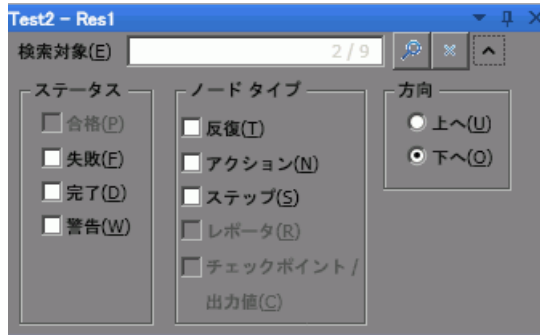 Test2 – Res1
検索対象(E) 2/9
ステータス
合格(P)
失敗(F)
完了(D)
警告(W)
ノード タイプ
反復(T)
アクション(N)
ステップ(S)
レポータ(R)
チェックポイント/
出力値(C)
方向
上へ(U)
下へ(O)